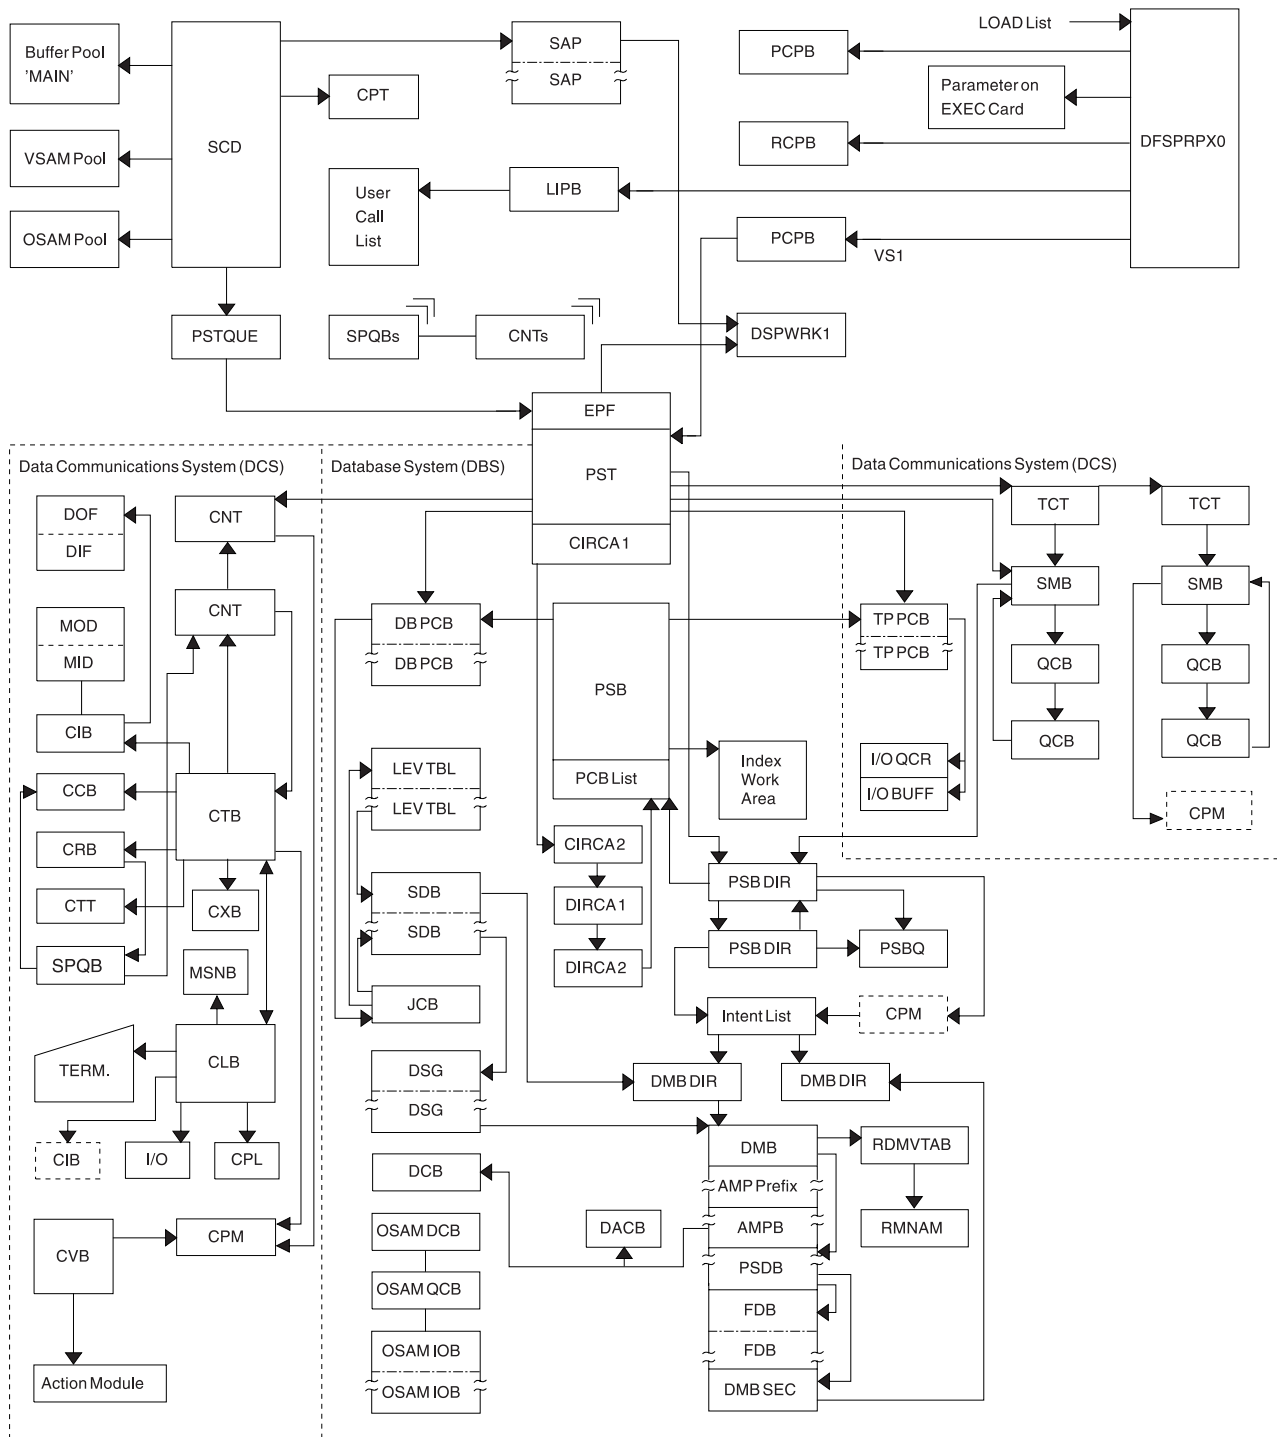 LOAD List
Buffer Pool
'MAIN'
VSAM Pool
OSAM Pool
SCD
SAP
SAP
CPT
User
Call
List
LIPB
PCPB
Parameter on
EXEC Card
RCPB
PCPB
VS1
DFSPRPX0
PSTQUE
SPQBs
CNTs
DSPWRK1
EPF
PST
CIRCA1
Data Communications System (DCS)
Database System (DBS)
Data Communications System (DCS)
DOF
DIF
CNT
MOD
MID
CNT
CIB
CCB
CTB
CRB
CTT
CXB
SPQB
MSNB
TERM.
CLB
CIB
I/O
CPL
CVB
CPM
Action Module
DB PCB
DB PCB
LEV TBL
LEV TBL
SDB
SDB
JCB
DSG
DSG
DCB
OSAM DCB
OSAM QCB
OSAM IOB
OSAM IOB
PSB
PCB List
Index
Work
Area
CIRCA2
DIRCA1
DIRCA2
PSB DIR
PSB DIR
PSBQ
Intent List
CPM
DMB DIR
DMB DIR
DMB
AMP Prefix
AMPB
PSDB
FDB
FDB
DMB SEC
DACB
RDMVTAB
RMNAM
TP PCB
TP PCB
I/O QCR
I/O BUFF
TCT
SMB
QCB
QCB
TCT
SMB
QCB
QCB
CPM